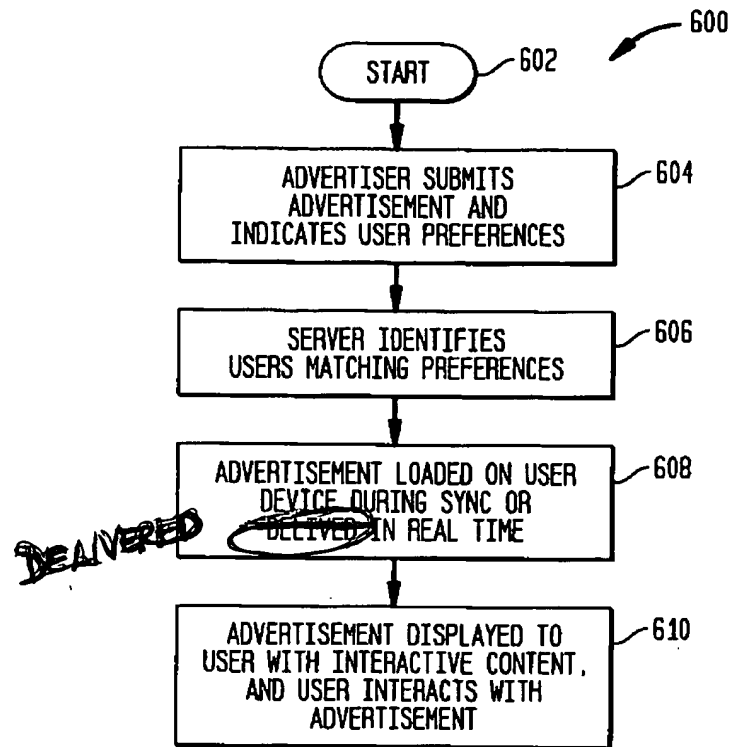 600
START
602
ADVERTISER SUBMITS
ADVERTISEMENT AND
INDICATES USER PREFERENCES
604
SERVER IDENTIFIES
USERS MATCHING PREFERENCES
606
ADVERTISEMENT LOADED ON USER
DEVICE DURING SYNC OR
DELIVED IN REAL TIME
608
DELIVERED
ADVERTISEMENT DISPLAYED TO
USER WITH INTERACTIVE CONTENT,
AND USER INTERACTS WITH
ADVERTISEMENT
610